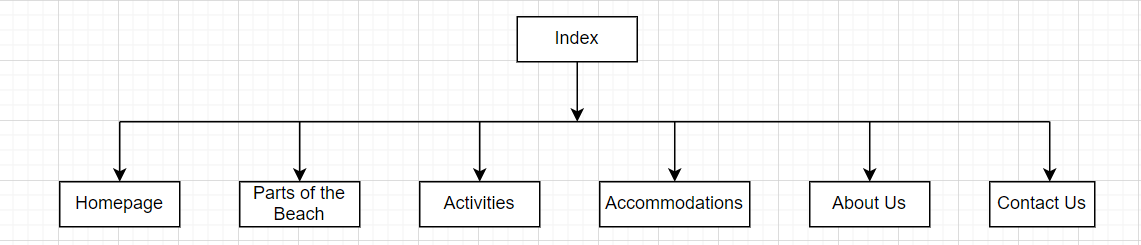 Index
Homepage
Parts of the
Beach
Activities
Accommodations
About Us
Contact Us